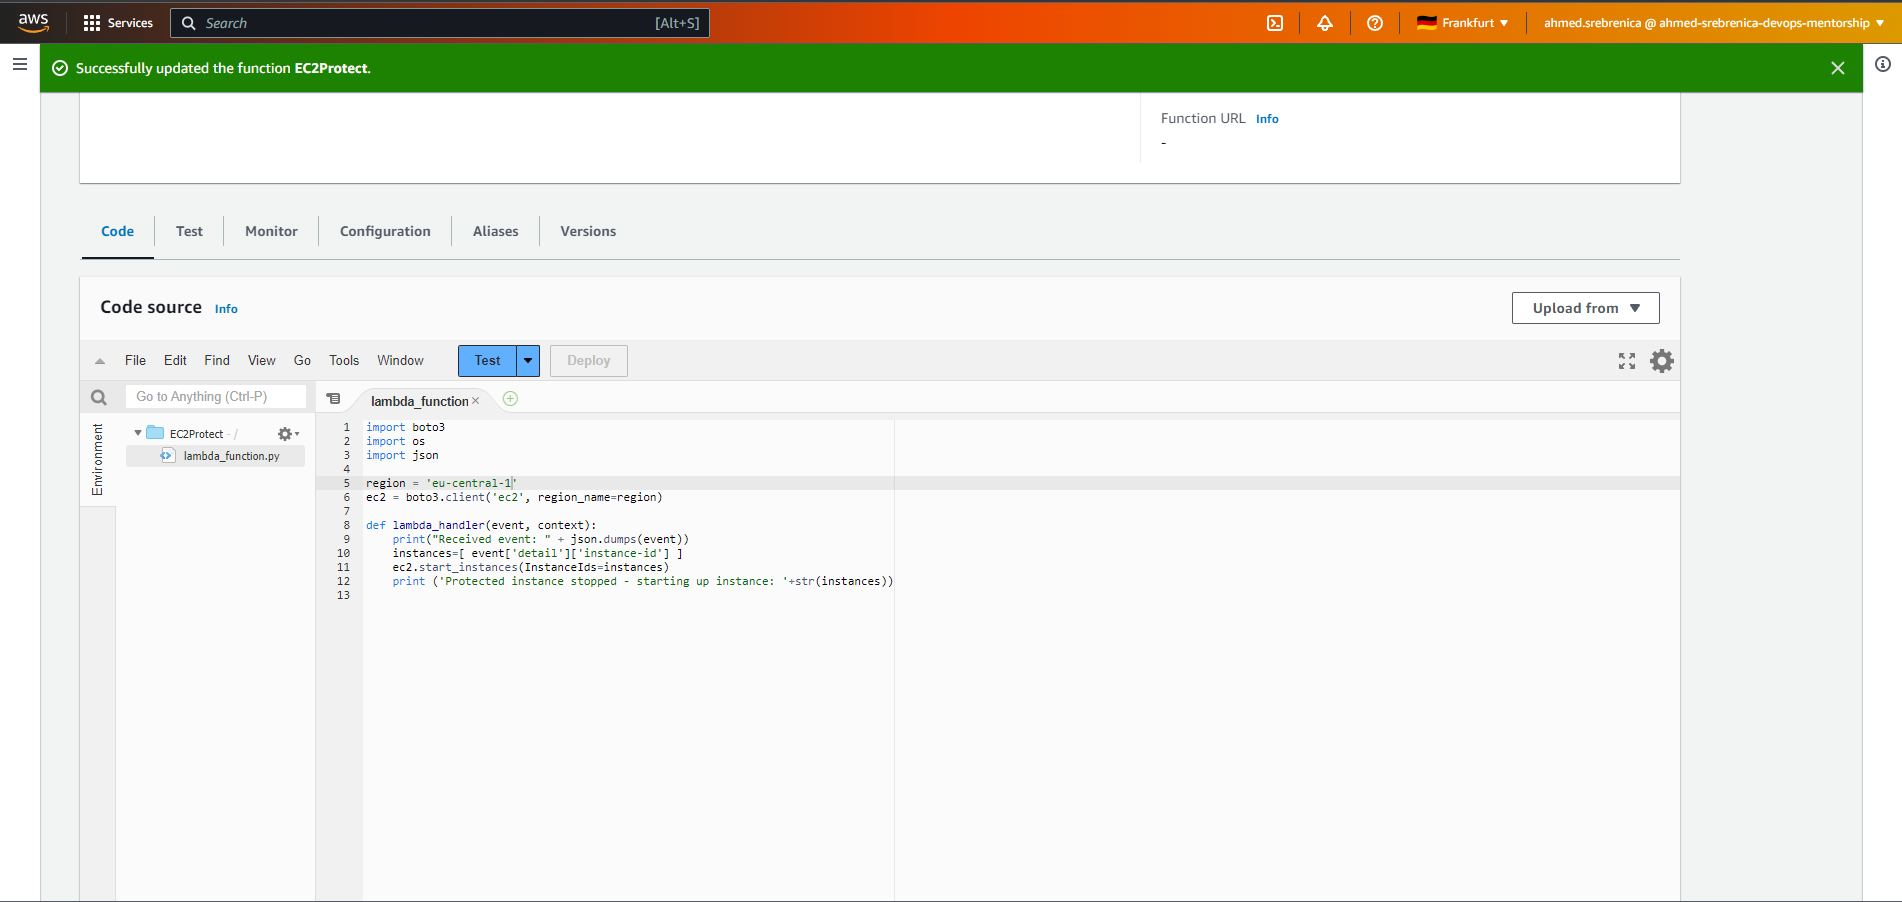 aws Services Search [Alt+S] Frankfurt ahmed.srebrenica @ ahmed-srebrenica-devops-mentorship
Successfully updated the function EC2Protect.
Function URL Info
-
Code Test Monitor Configuration Aliases Versions
Code source Info Upload from
File Edit Find View Go Tools Window Test Deploy
Go to Anything (Ctrl-P) lambda_function
Environment
EC2Protect - /
lambda_function.py
1 import boto3
2 import os
3 import json
4
5 region = 'eu-central-1'
6 ec2 = boto3.client('ec2', region_name=region)
7
8 def lambda_handler(event, context):
9     print("Received event: " + json.dumps(event))
10     instances=[ event['detail']['instance-id'] ]
11     ec2.start_instances(InstanceIds=instances)
12     print ('Protected instance stopped - starting up instance: '+str(instances))
13